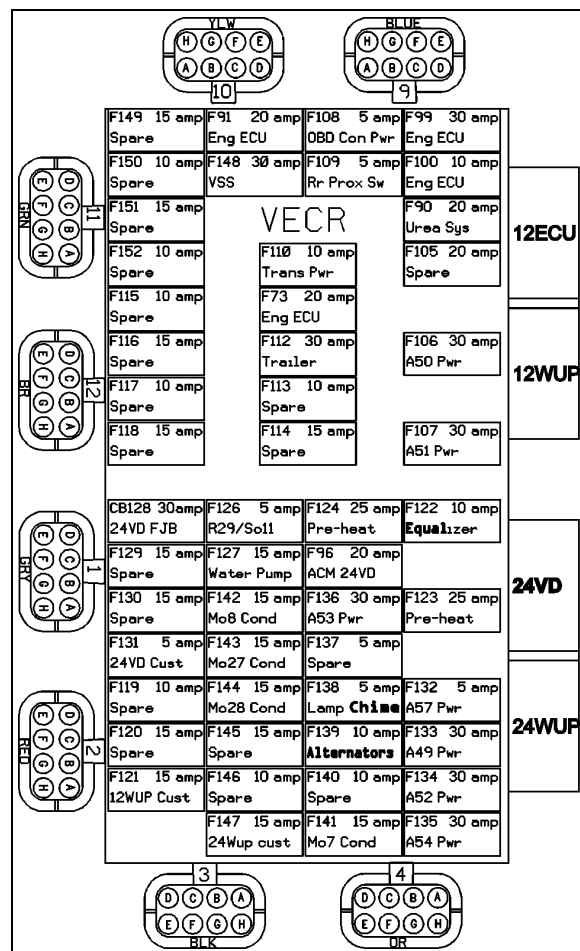 YLW
BLUE
H G F E
H G F E
A B C D
A B C D
10
9
F149 15 amp F91 20 amp F108 5 amp F99 30 amp
Spare Eng ECU OBD Con Pwr Eng ECU
F150 10 amp F148 30 amp F109 5 amp F100 10 amp
Spare VSS Rr Prox Sw Eng ECU
F151 15 amp VECR F90 20 amp
Spare Urea Sys
F152 10 amp F110 10 amp F105 20 amp
Spare Trans Pwr Spare
F115 10 amp F73 20 amp
Spare Eng ECU
F116 15 amp F112 30 amp F106 30 amp
Spare Trailer A50 Pwr
F117 10 amp F113 10 amp
Spare Spare
F118 15 amp F114 15 amp F107 30 amp
Spare Spare A51 Pwr
GRN
E D
F C
G B
H A
11
12ECU
BR
E D
F C
G B
H A
12
12WUP
CB128 30amp F126 5 amp F124 25 amp F122 10 amp
24VD FJB R29/Sol1 Pre-heat Equalizer
F129 15 amp F127 15 amp F96 20 amp
Spare Water Pump ACM 24VD
F130 15 amp F142 15 amp F136 30 amp F123 25 amp
Spare Mo8 Cond A53 Pwr Pre-heat
F131 5 amp F143 15 amp F137 5 amp
24VD Cust Mo27 Cond Spare
F119 10 amp F144 15 amp F138 5 amp F132 5 amp
Spare Mo28 Cond Lamp Chime A57 Pwr
F120 15 amp F145 15 amp F139 10 amp F133 30 amp
Spare Spare Alternators A49 Pwr
F121 15 amp F146 10 amp F140 10 amp F134 30 amp
12WUP Cust Spare Spare A52 Pwr
F147 15 amp F141 15 amp F135 30 amp
24Wup cust Mo7 Cond A54 Pwr
GRY
E D
F C
G B
H A
1
24VD
RED
E D
F C
G B
H A
2
24WUP
3
4
D C B A
D C B A
E F G H
E F G H
BLK
OR